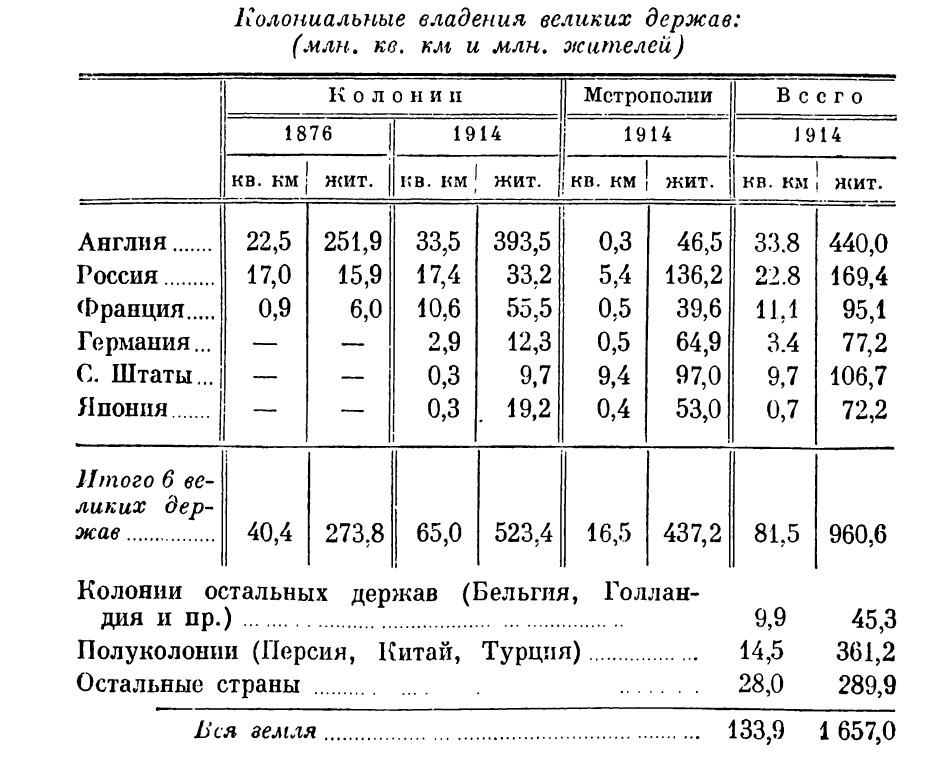 Колониальные владения великих держав:
(млн. кв. км и млн. жителей)
Колонии Метрополии Всего
1876 1914 1914 1914
кв. км жит. кв. км жит. кв. км жит. кв. км жит.
Англия....... 22,5 251,9 33,5 393,5 0,3 46,5 33.8 440,0
Россия......... 17,0 15,9 17,4 33,2 5,4 136,2 22.8 169,4
Франция..... 0,9 6,0 10,6 55,5 0,5 39,6 11,1 95,1
Германия... — — 2,9 12,3 0,5 64,9 3.4 77,2
С. Штаты... — — 0,3 9,7 9,4 97,0 9,7 106,7
Япония....... — — 0,3 19,2 0,4 53,0 0,7 72,2
Итого 6 ве-
ликих дер-
жав............... 40,4 273,8 65,0 523,4 16,5 437,2 81,5 960,6
Колонии остальных держав (Бельгия, Голлан-
дия и пр.) ............................................. 9,9 45,3
Полуколонии (Персия, Китай, Турция)................. 14,5 361,2
Остальные страны ............................. 28,0 289,9
Вся земля............................................. 133,9 1 657,0